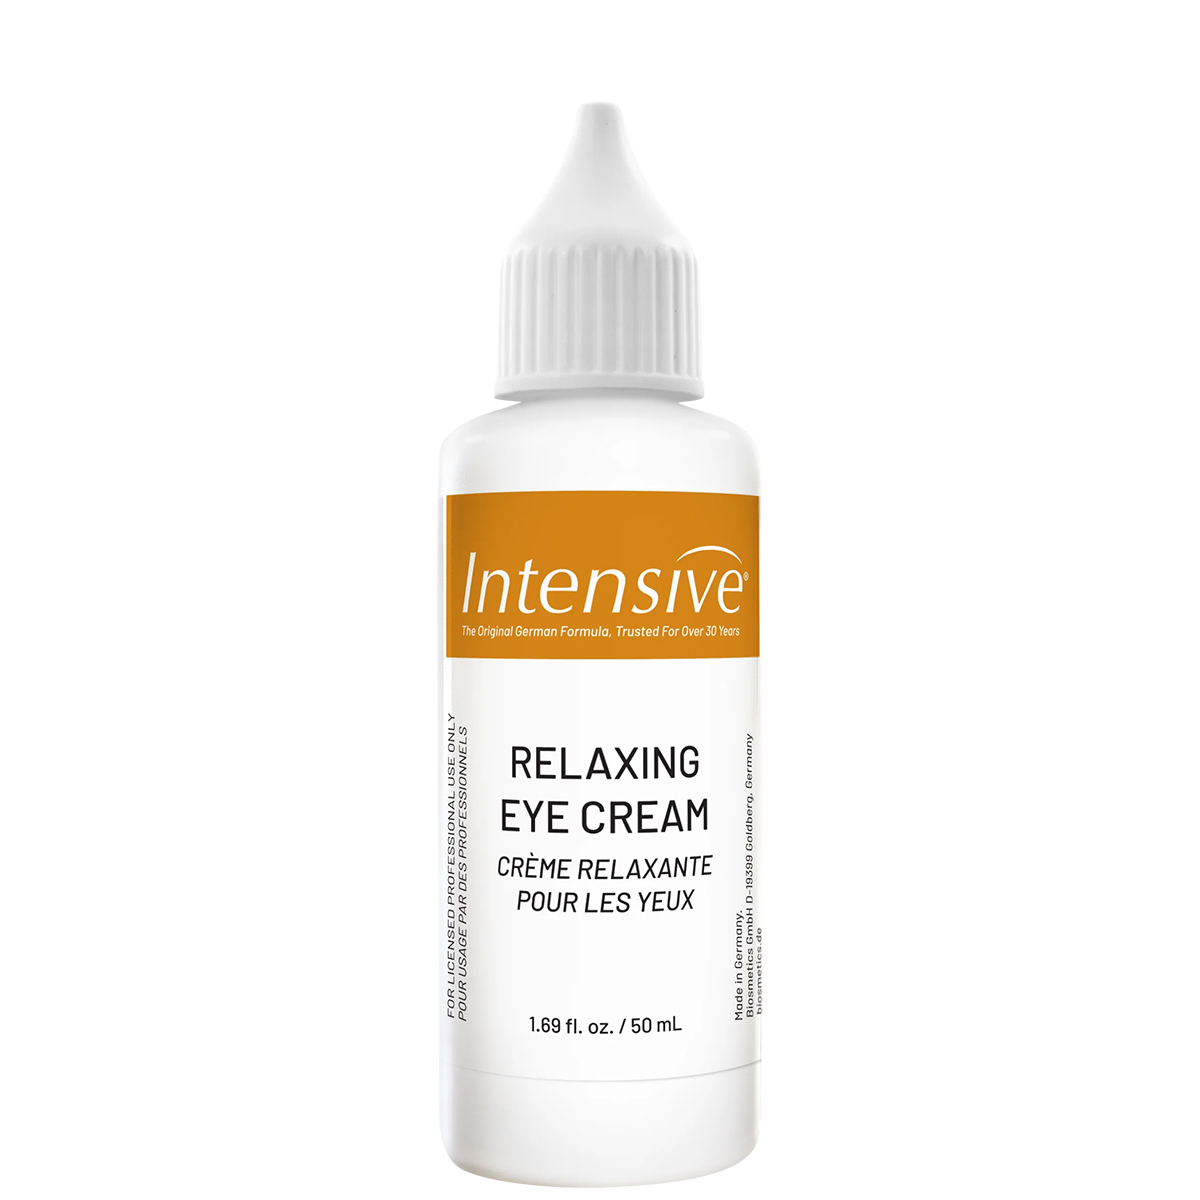 Intensive®
The Original German Formula, Trusted For Over 30 Years
RELAXING
EYE CREAM
CRÈME RELAXANTE
POUR LES YEUX
1.69 fl. oz. / 50 mL
FOR LICENSED PROFESSIONAL USE ONLY
POUR USAGE PAR DES PROFESSIONNELS
Made in Germany.
Biosmetics GmbH D-19399 Goldberg, Germany
biosmetics.de